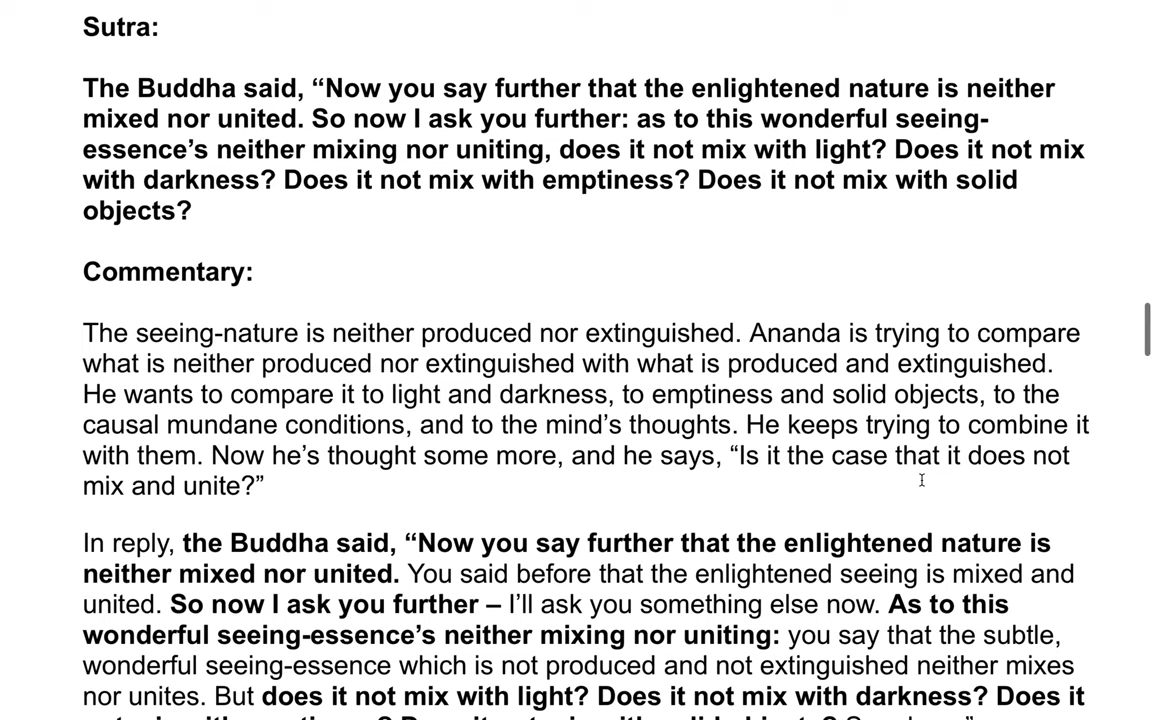 Sutra:
The Buddha said, “Now you say further that the enlightened nature is neither
mixed nor united. So now I ask you further: as to this wonderful seeing-
essence’s neither mixing nor uniting, does it not mix with light? Does it not mix
with darkness? Does it not mix with emptiness? Does it not mix with solid
objects?
Commentary:
The seeing-nature is neither produced nor extinguished. Ananda is trying to compare
what is neither produced nor extinguished with what is produced and extinguished.
He wants to compare it to light and darkness, to emptiness and solid objects, to the
causal mundane conditions, and to the mind’s thoughts. He keeps trying to combine it
with them. Now he’s thought some more, and he says, “Is it the case that it does not
mix and unite?”
In reply, the Buddha said, “Now you say further that the enlightened nature is
neither mixed nor united. You said before that the enlightened seeing is mixed and
united. So now I ask you further – I’ll ask you something else now. As to this
wonderful seeing-essence’s neither mixing nor uniting: you say that the subtle,
wonderful seeing-essence which is not produced and not extinguished neither mixes
nor unites. But does it not mix with light? Does it not mix with darkness? Does it